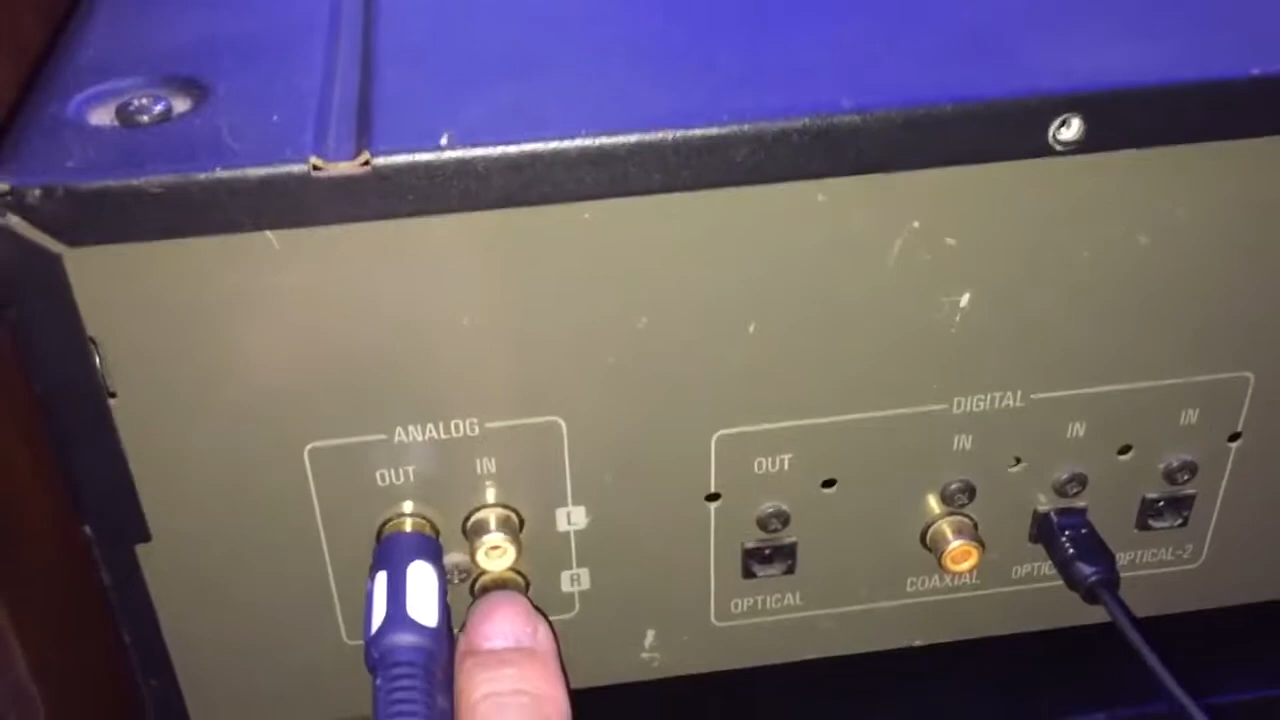 ANALOG
OUT
IN
L
R
DIGITAL
OUT
IN
IN
IN
OPTICAL
COAXIAL
OPTIC
OPTICAL-2